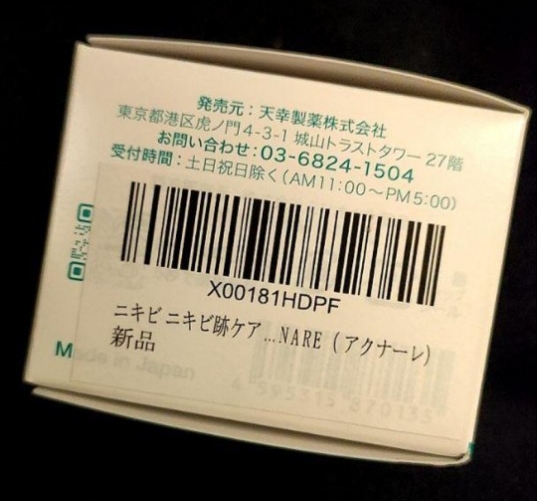 発売元：天幸製薬株式会社
東京都港区虎ノ門4-3-1 城山トラストタワー 27階
お問い合わせ：03-6824-1504
受付時間：土日祝日除く（AM11:00～PM5:00）
X00181HDPF
ニキビ ニキビ跡ケア...NARE（アクナーレ）
新品
Made in Japan
4 595315 870135